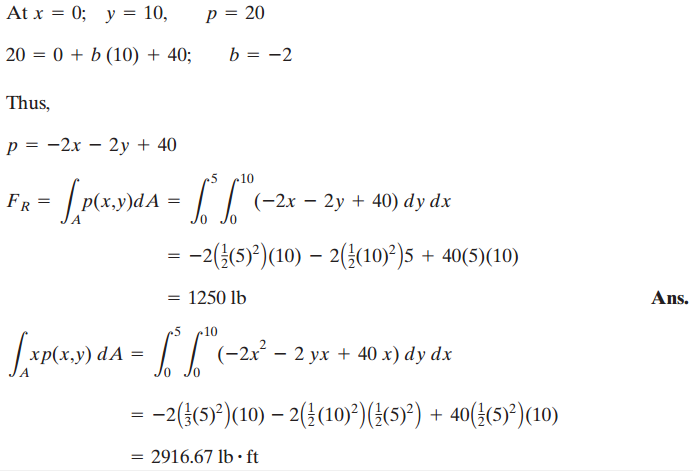 At x = 0; y = 10, p = 20
20 = 0 + b (10) + 40; b = −2
Thus,
p = −2x − 2y + 40
F_R = ∫_A p(x,y)dA = ∫_0^5 ∫_0^10 (−2x − 2y + 40) dy dx
= −2(½(5)²)(10) − 2(½(10)²)5 + 40(5)(10)
= 1250 lb Ans.
∫_A xp(x,y) dA = ∫_0^5 ∫_0^10 (−2x² − 2 yx + 40 x) dy dx
= −2(⅓(5)²)(10) − 2(½(10)²)(½(5)²) + 40(½(5)²)(10)
= 2916.67 lb · ft